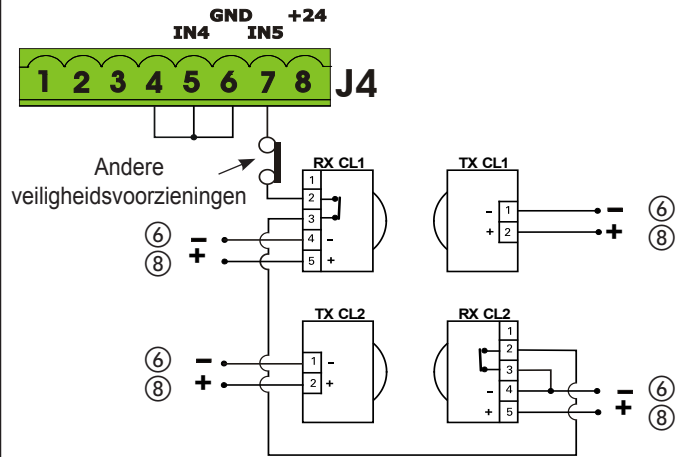 GND +24
IN4 IN5
1 2 3 4 5 6 7 8 J4
Andere
veiligheidsvoorzieningen
RX CL1
1
2
3
4 -
5 +
⑥ -
⑧ +
TX CL1
- 1
+ 2
- ⑥
+ ⑧
TX CL2
1 -
2 +
⑥ -
⑧ +
RX CL2
1
2
3
- 4
+ 5
- ⑥
+ ⑧